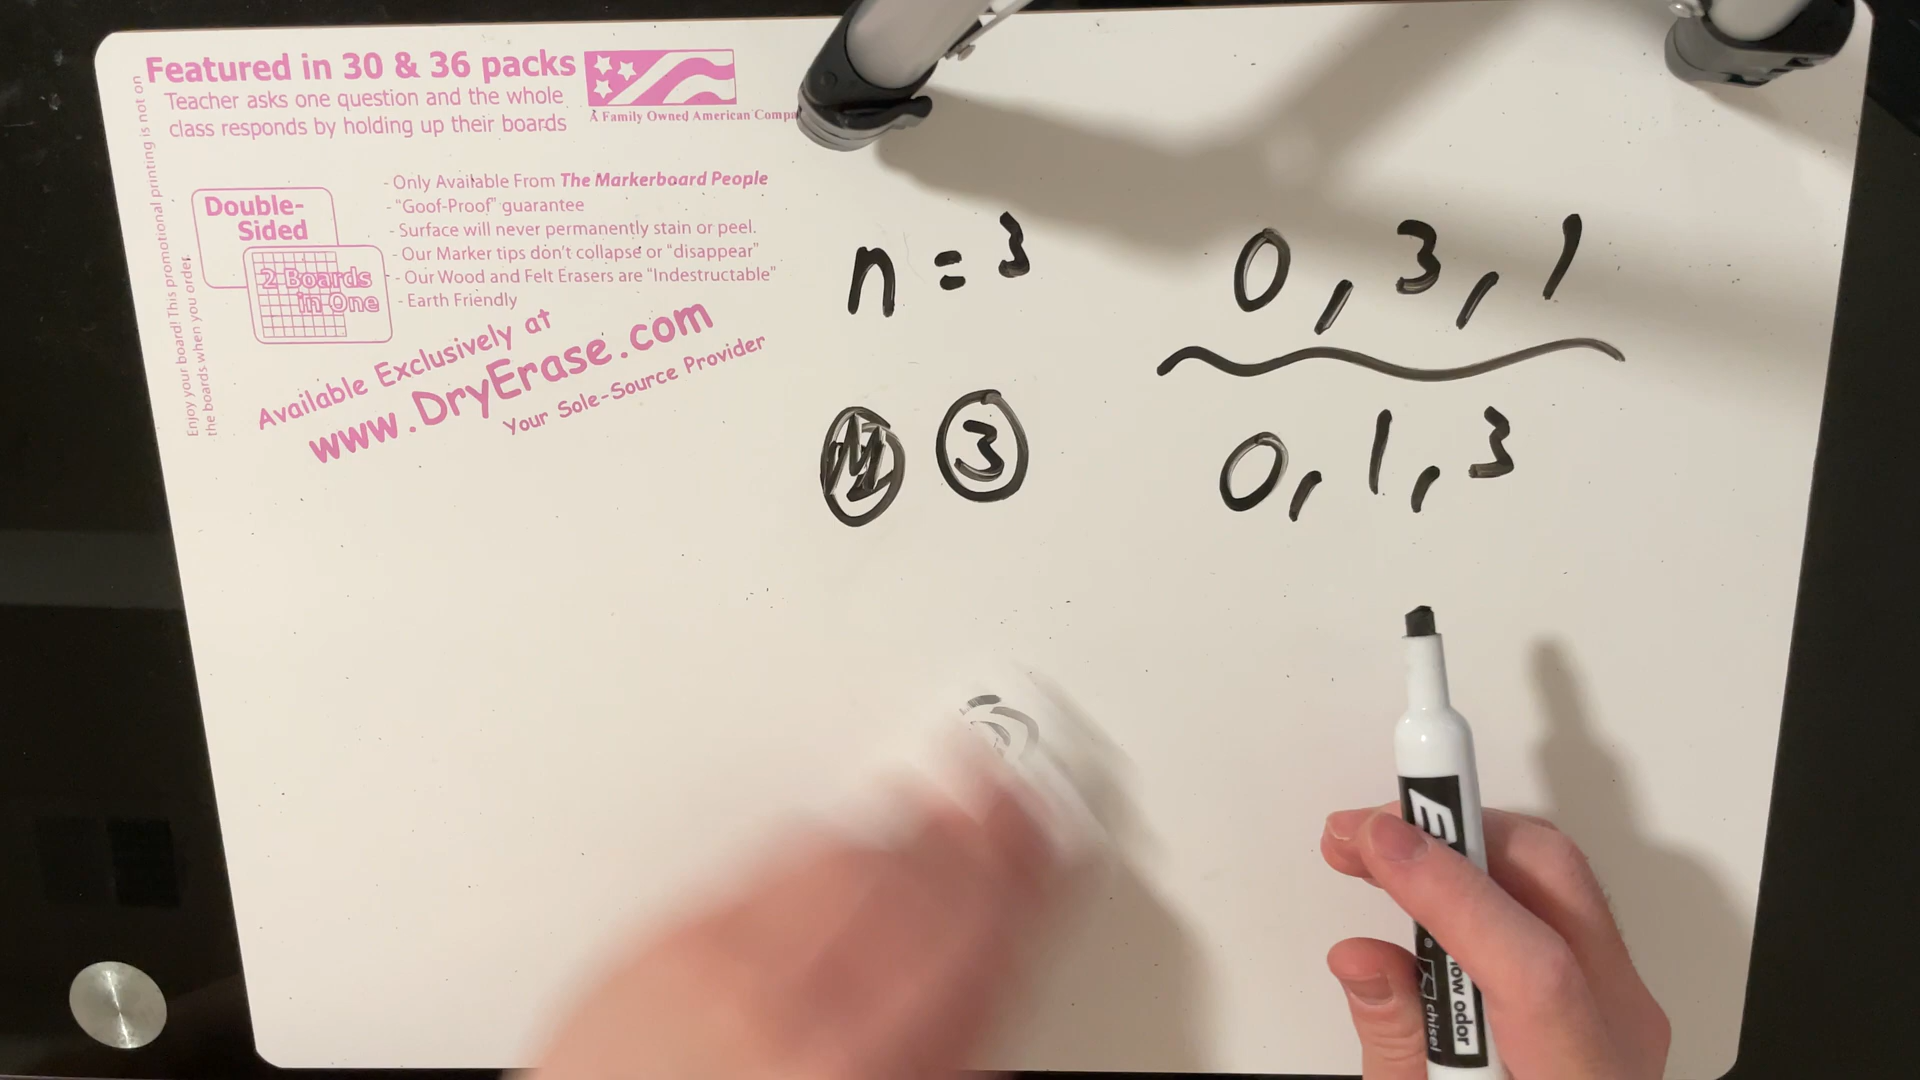 Featured in 30 & 36 packs
Teacher asks one question and the whole
class responds by holding up their boards
A Family Owned American Compa
Enjoy your board! This promotional printing is not on
the boards when you order.
Double-
Sided
2 Boards
in One
- Only Available From The Markerboard People
- "Goof-Proof" guarantee
- Surface will never permanently stain or peel.
- Our Marker tips don't collapse or "disappear"
- Our Wood and Felt Erasers are "Indestructable"
- Earth Friendly
Available Exclusively at
www.DryErase.com
Your Sole-Source Provider
n = 3
3
0, 3, 1
0, 1, 3
low odor
chisel